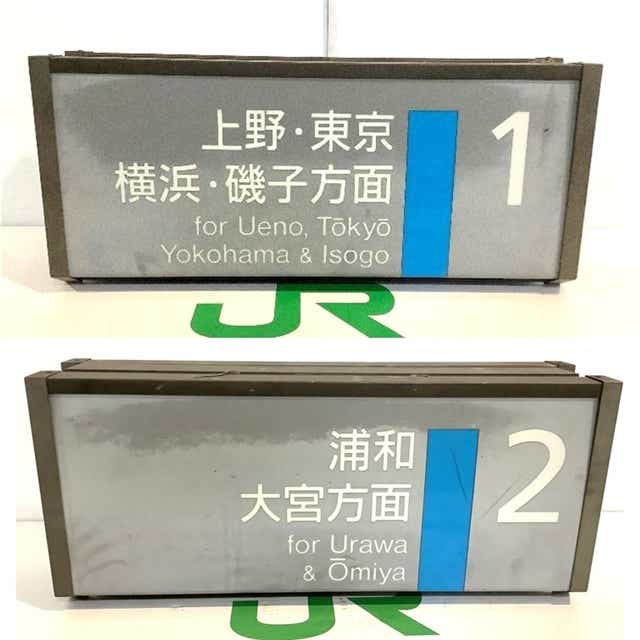 上野・東京
横浜・磯子方面
for Ueno, Tōkyō
Yokohama & Isogo
1
JR
浦和
大宮方面
for Urawa
& Ōmiya
2
JR